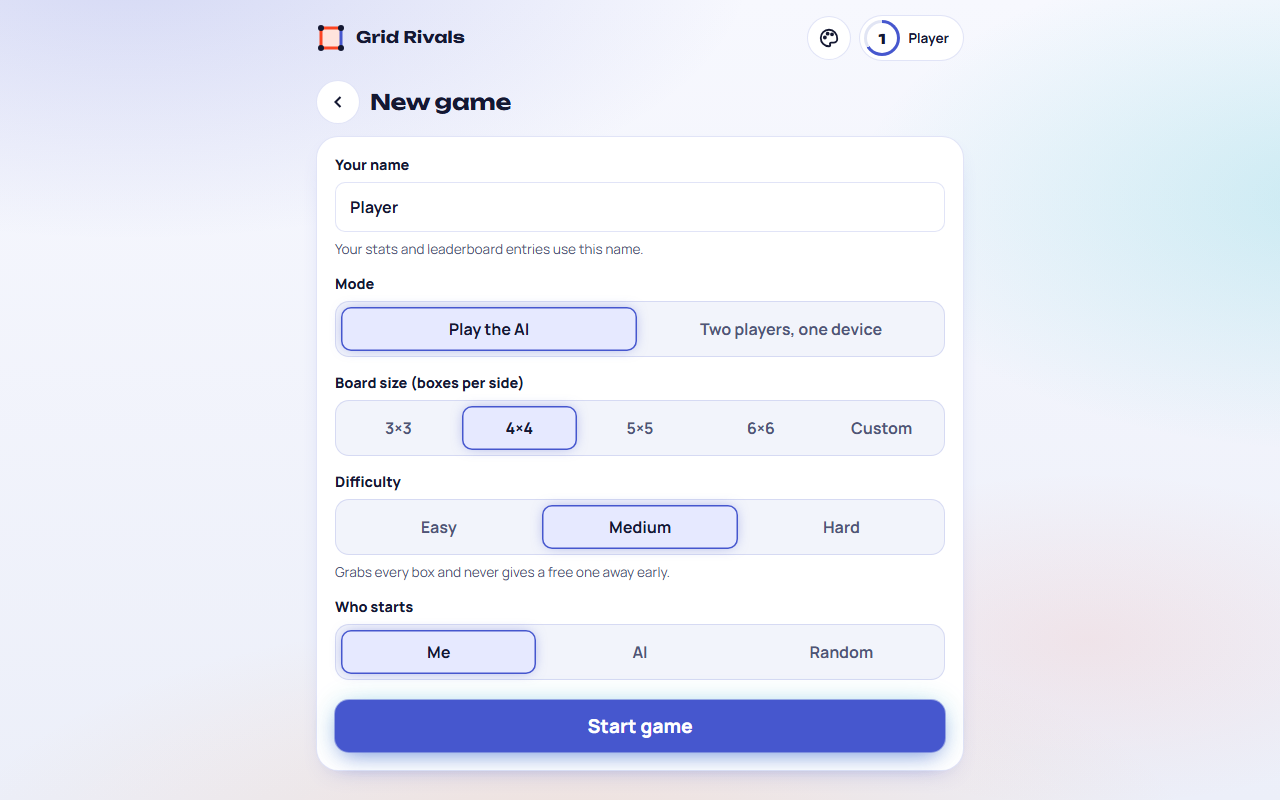 Grid Rivals
1 Player
New game
Your name
Player
Your stats and leaderboard entries use this name.
Mode
Play the AI Two players, one device
Board size (boxes per side)
3×3 4×4 5×5 6×6 Custom
Difficulty
Easy Medium Hard
Grabs every box and never gives a free one away early.
Who starts
Me AI Random
Start game